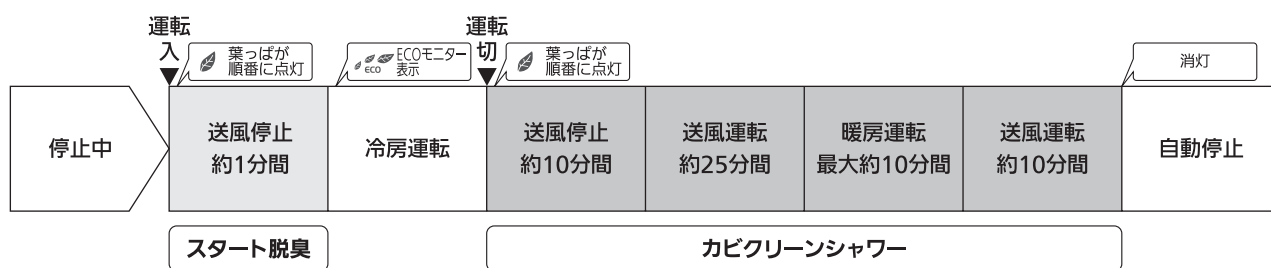 運転
入
葉っぱが
順番に点灯
ECO
ECOモニター
表示
運転
切
葉っぱが
順番に点灯
消灯
停止中
送風停止
約1分間
冷房運転
送風停止
約10分間
送風運転
約25分間
暖房運転
最大約10分間
送風運転
約10分間
自動停止
スタート脱臭
カビクリーンシャワー